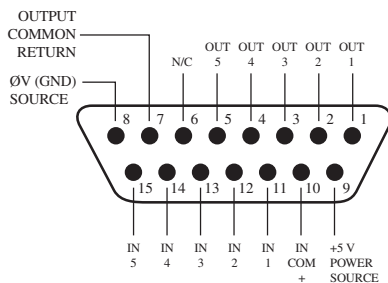 OUTPUT
COMMON
RETURN
ØV (GND)
SOURCE
N/C
OUT
5
OUT
4
OUT
3
OUT
2
OUT
1
8 7 6 5 4 3 2 1
15 14 13 12 11 10 9
IN
5
IN
4
IN
3
IN
2
IN
1
IN
COM
+
+5 V
POWER
SOURCE